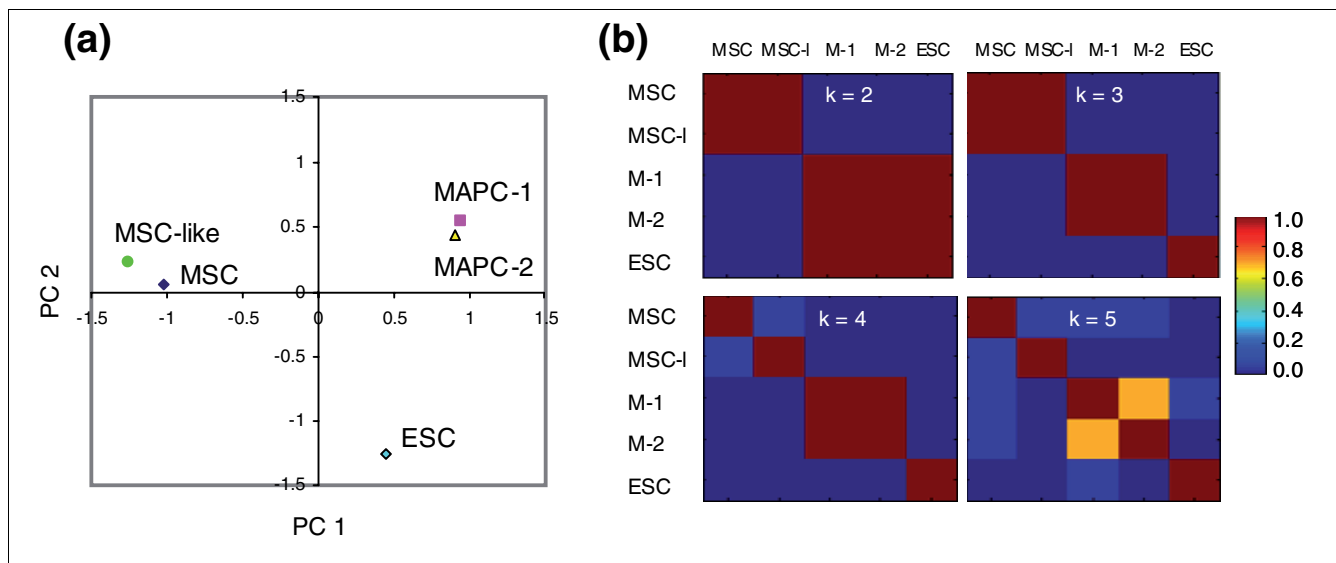 (a)
1.5
1
0.5
0
-0.5
-1
-1.5
-1.5 -1 -0.5 0 0.5 1 1.5
MAPC-1
MAPC-2
MSC-like
MSC
ESC
PC 2
PC 1
(b)
MSC MSC-l M-1 M-2 ESC MSC MSC-l M-1 M-2 ESC
MSC
MSC-l
M-1
M-2
ESC
k = 2
k = 3
MSC
MSC-l
M-1
M-2
ESC
k = 4
k = 5
1.0
0.8
0.6
0.4
0.2
0.0